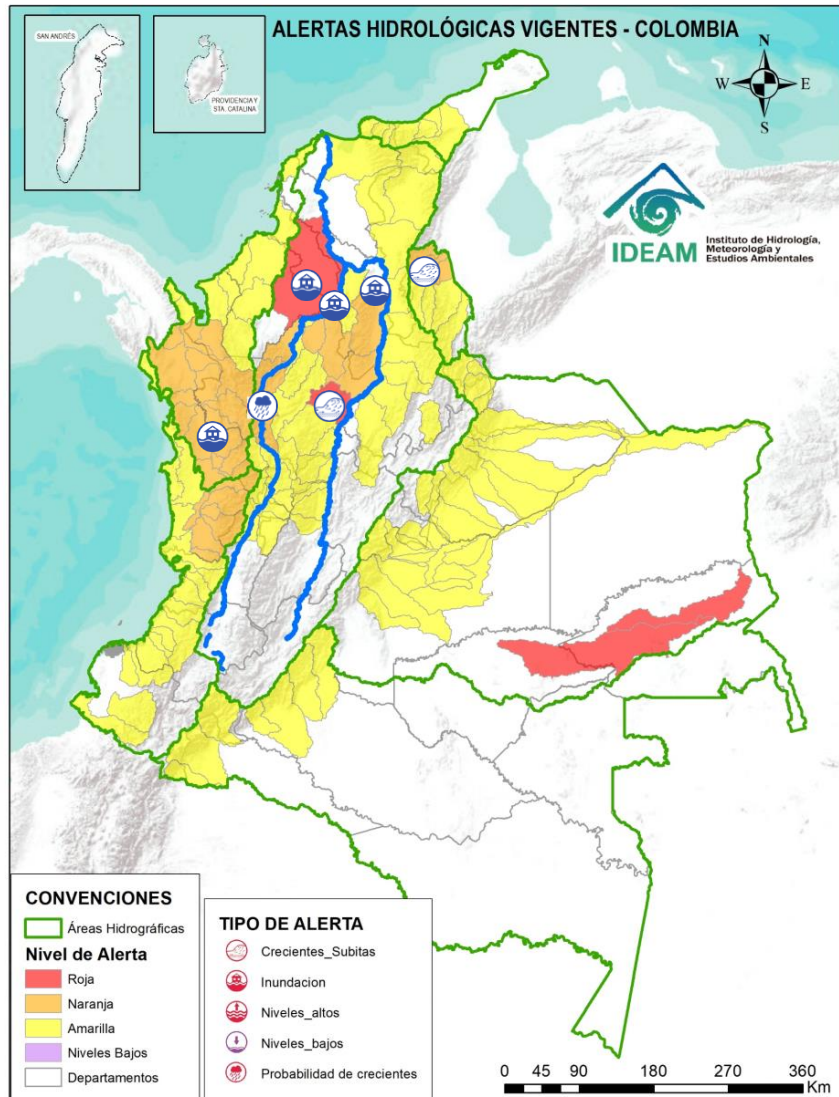 ALERTAS HIDROLÓGICAS VIGENTES - COLOMBIA
SAN ANDRÉS
PROVIDENCIA Y
STA. CATALINA
N
W
E
S
IDEAM
Instituto de Hidrología,
Meteorología y
Estudios Ambientales
CONVENCIONES
Áreas Hidrográficas
Nivel de Alerta
Roja
Naranja
Amarilla
Niveles Bajos
Departamentos
TIPO DE ALERTA
Crecientes_Subitas
Inundacion
Niveles_altos
Niveles_bajos
Probabilidad de crecientes
0 45 90 180 270 360
Km